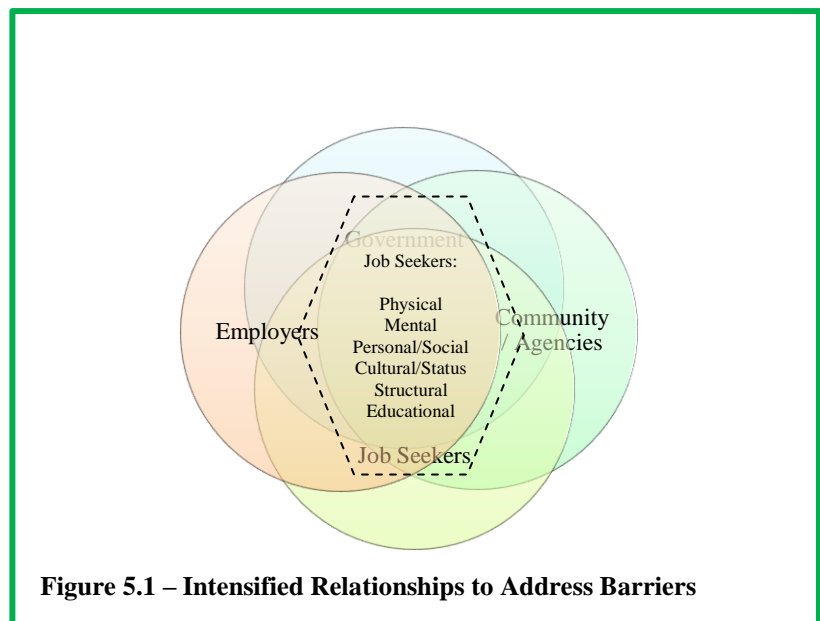 Government
Job Seekers:
Physical
Mental
Personal/Social
Cultural/Status
Structural
Educational
Employers
Community
/ Agencies
Job Seekers
Figure 5.1 – Intensified Relationships to Address Barriers